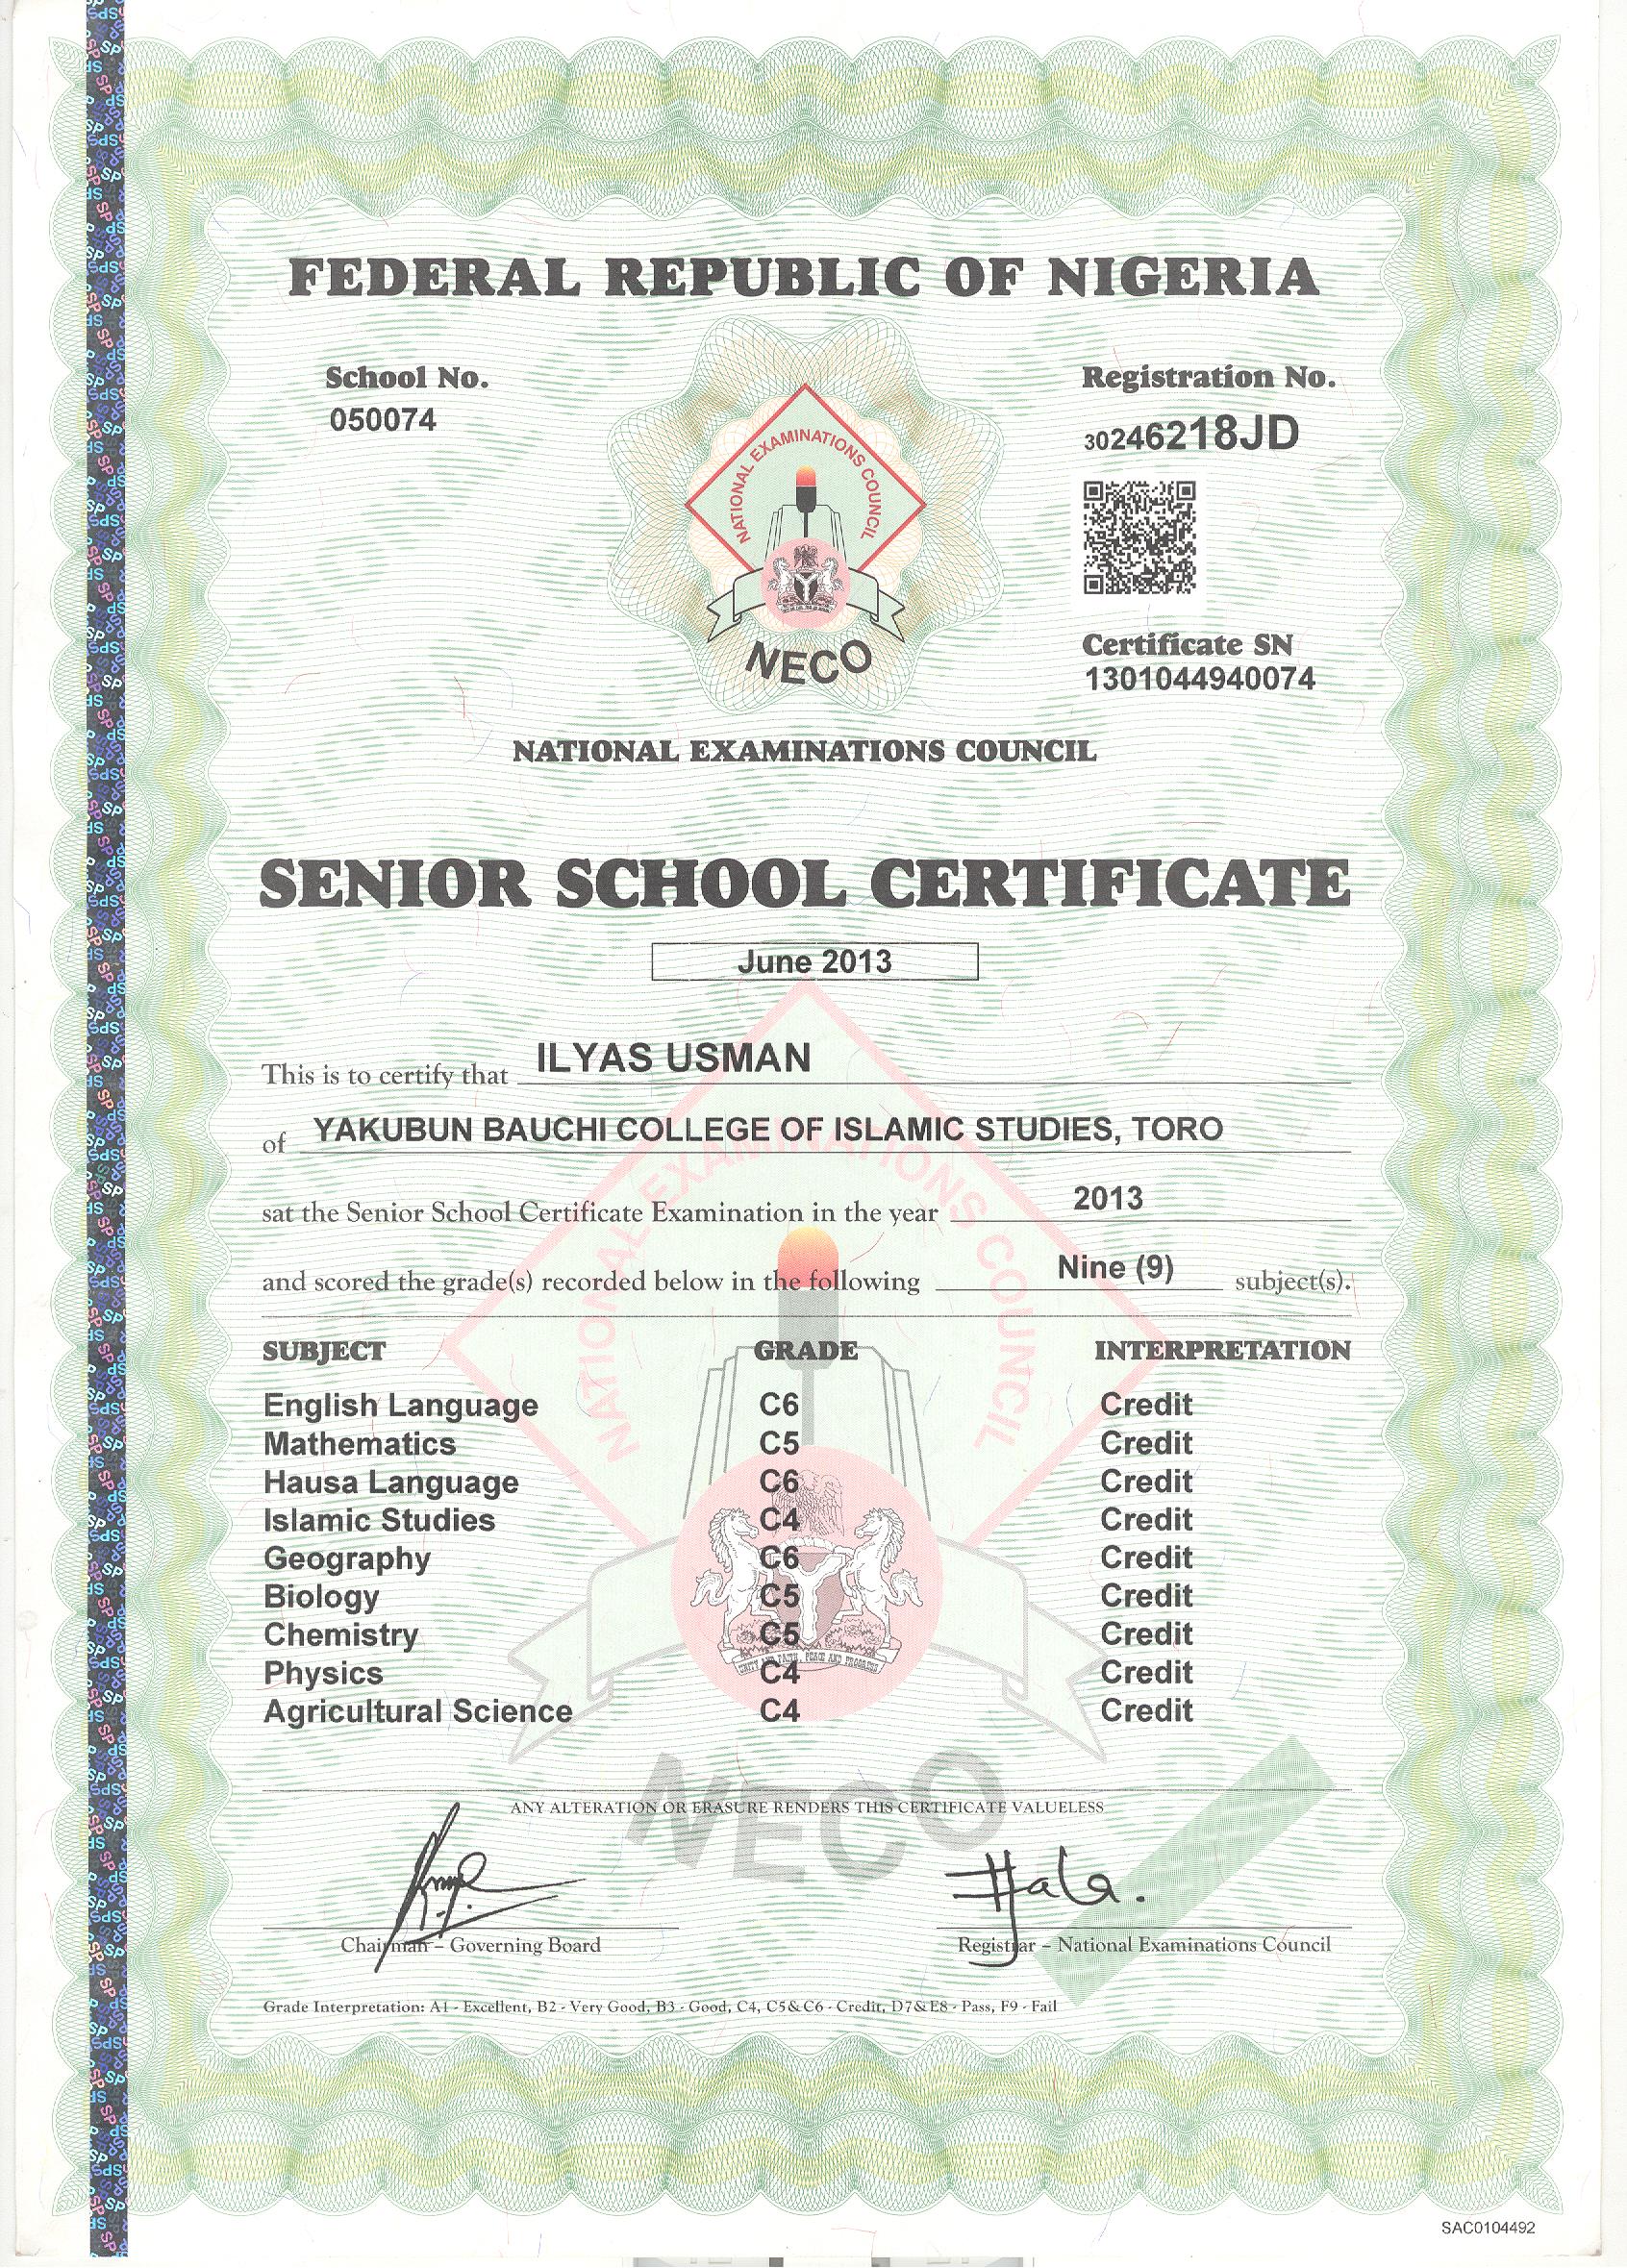 FEDERAL REPUBLIC OF NIGERIA
School No.
050074
Registration No.
30246218JD
NATIONAL EXAMINATIONS COUNCIL
NECO
Certificate SN
1301044940074
NATIONAL EXAMINATIONS COUNCIL
SENIOR SCHOOL CERTIFICATE
June 2013
This is to certify that ILYAS USMAN
of YAKUBUN BAUCHI COLLEGE OF ISLAMIC STUDIES, TORO
sat the Senior School Certificate Examination in the year 2013
and scored the grade(s) recorded below in the following Nine (9) subject(s).
NATIONAL EXAMINATIONS COUNCIL
SUBJECT GRADE INTERPRETATION
English Language C6 Credit
Mathematics C5 Credit
Hausa Language C6 Credit
Islamic Studies C4 Credit
Geography C6 Credit
Biology C5 Credit
Chemistry C5 Credit
Physics C4 Credit
Agricultural Science C4 Credit
UNITY AND FAITH, PEACE AND PROGRESS
NECO
ANY ALTERATION OR ERASURE RENDERS THIS CERTIFICATE VALUELESS
Chairman – Governing Board
Registrar – National Examinations Council
Grade Interpretation: A1 - Excellent, B2 - Very Good, B3 - Good, C4, C5 & C6 - Credit, D7 & E8 - Pass, F9 - Fail
SAC0104492